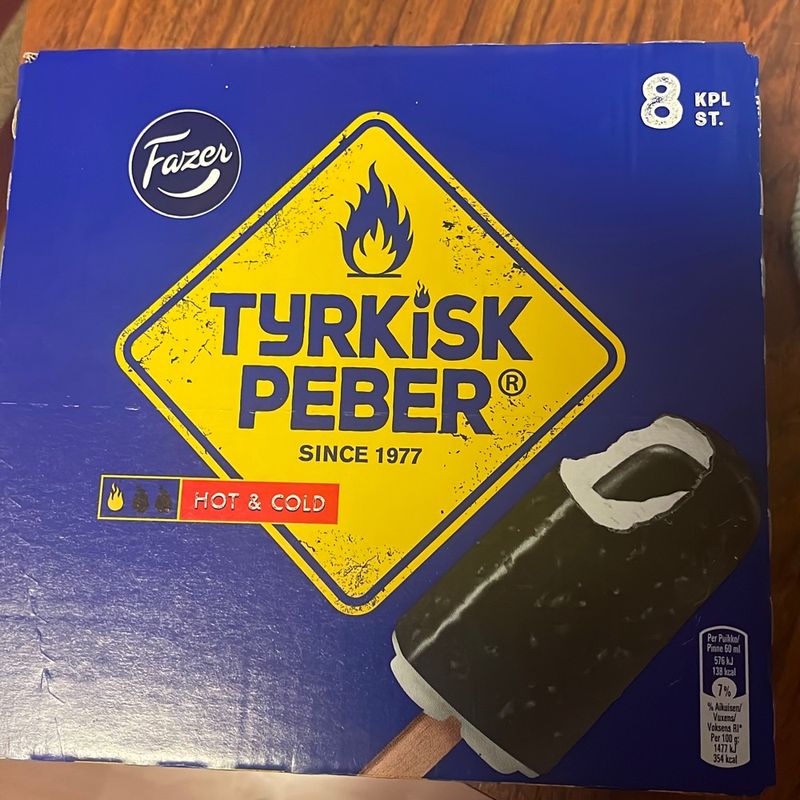 Fazer
8 KPL
ST.
TYRKISK
PEBER®
SINCE 1977
HOT & COLD
Per Puikko/
Pinne 60 ml
576 kJ
138 kcal
7%
% Aikuisen/
Vuxens/
Voksens RI*
Per 100 g:
1477 kJ
354 kcal